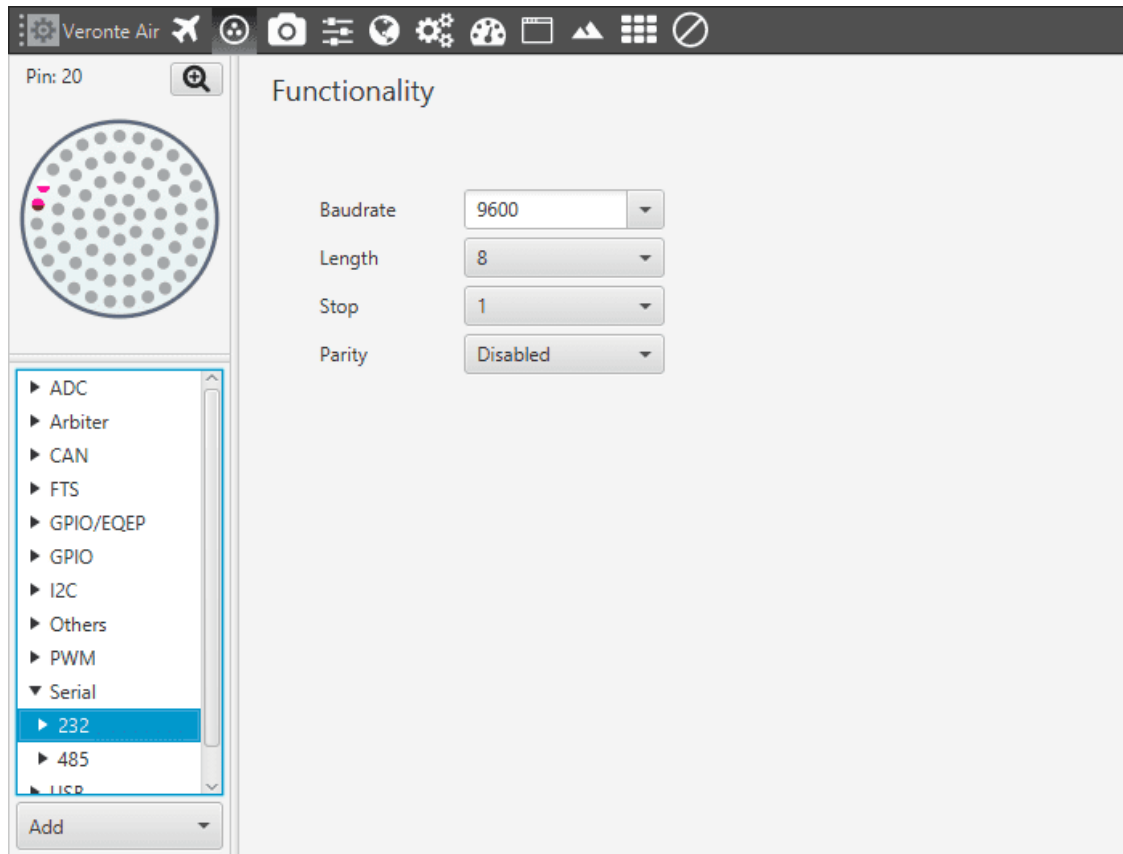 Veronte Air
Pin: 20
Functionality
Baudrate 9600
Length 8
Stop 1
Parity Disabled
ADC
Arbiter
CAN
FTS
GPIO/EQEP
GPIO
I2C
Others
PWM
Serial
232
485
USB
Add